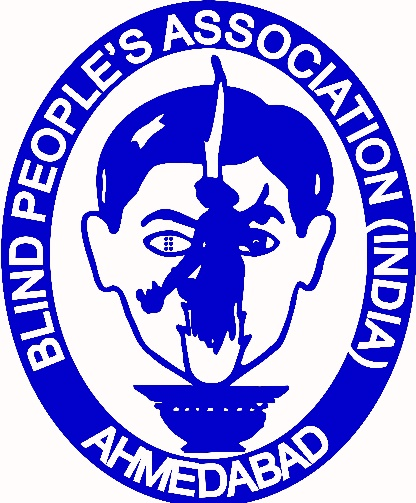 BLIND PEOPLE'S ASSOCIATION (INDIA)
AHMEDABAD